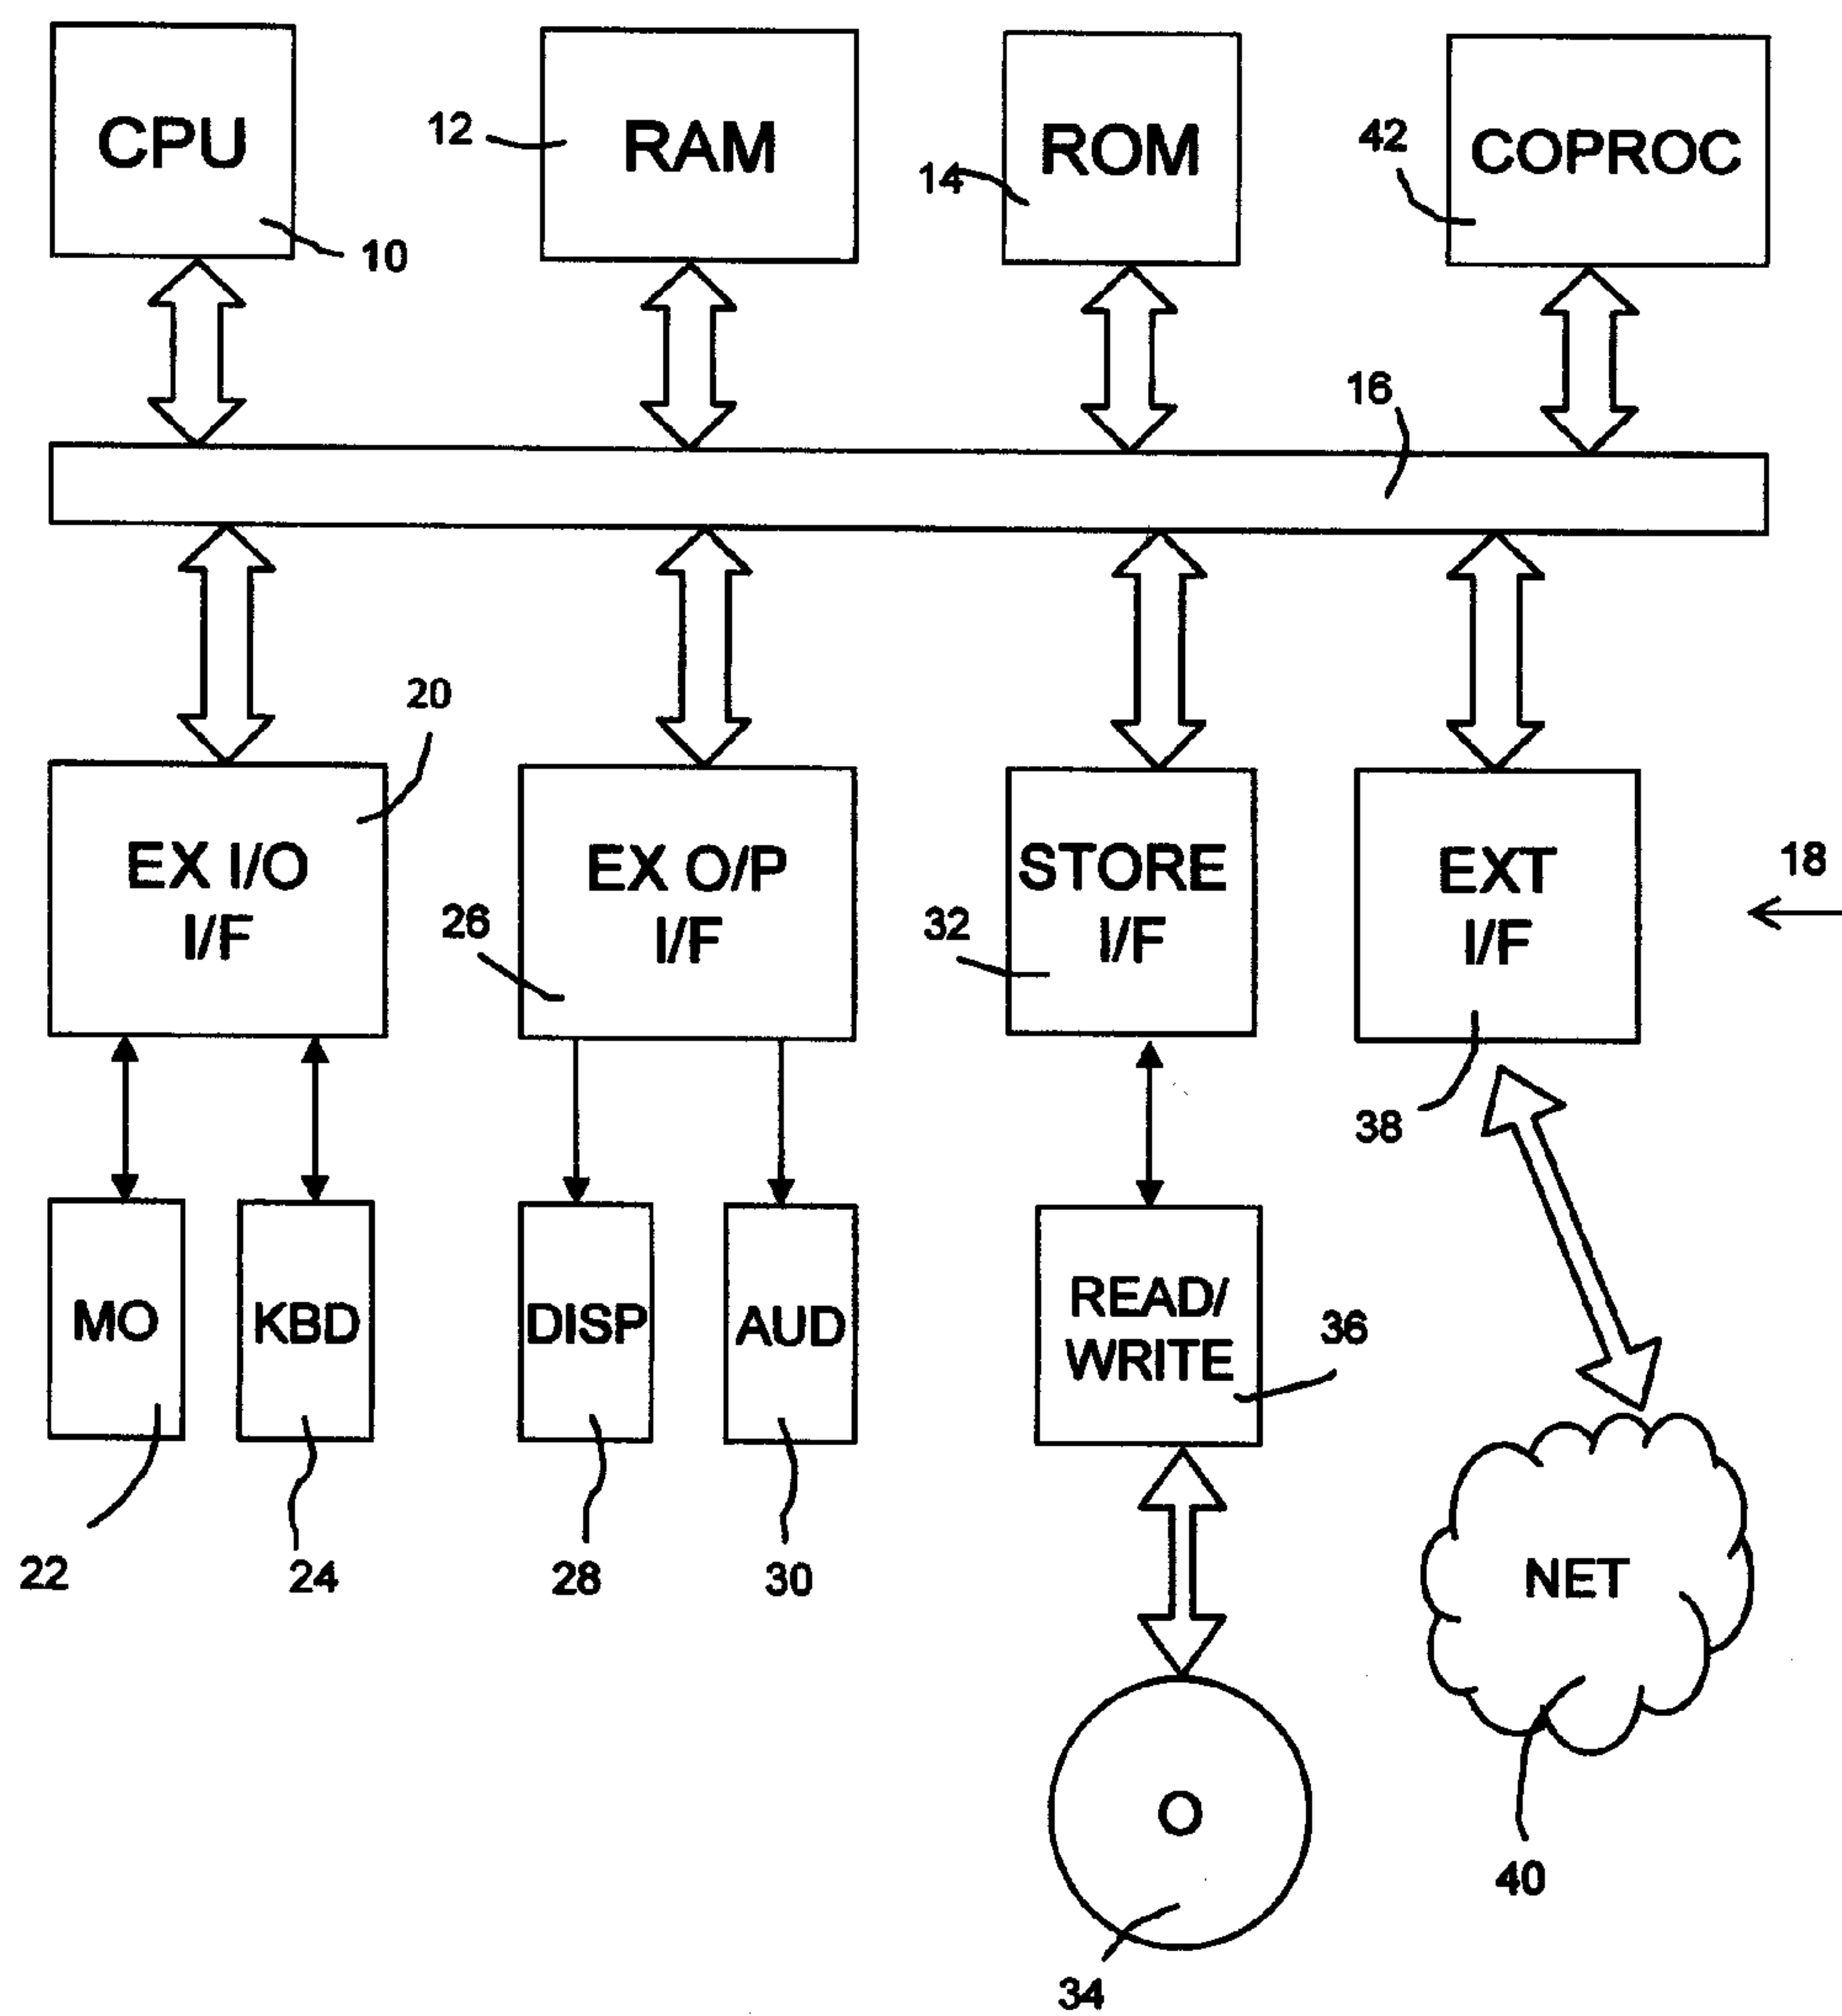 CPU
10
12
RAM
14
ROM
42
COPROC
16
20
EX I/O
I/F
26
EX O/P
I/F
32
STORE
I/F
EXT
I/F
18
38
MO
KBD
DISP
AUD
READ/
WRITE
36
22
24
28
30
NET
O
40
34